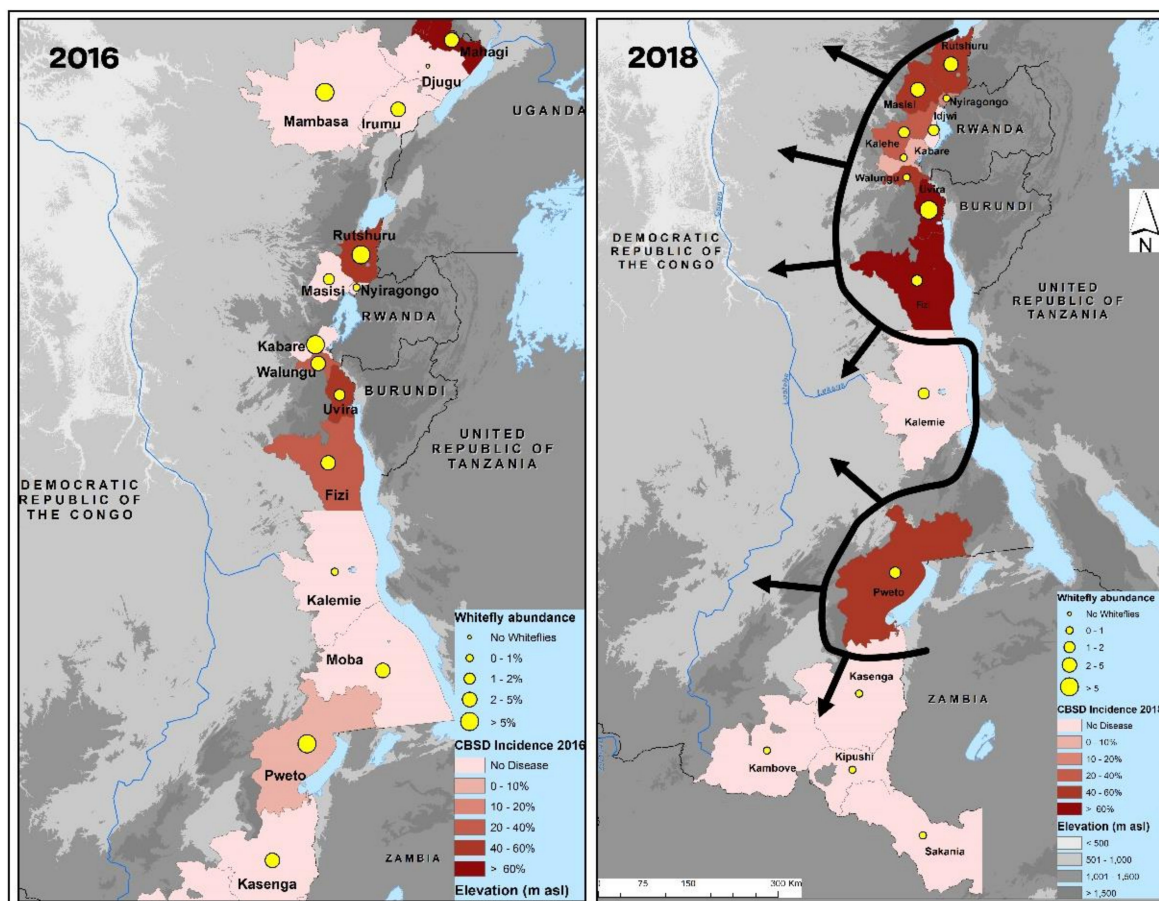 2016
Mahagi
Djugu
UGANDA
Mambasa
Irumu
Rutshuru
Masisi
Nyiragongo
RWANDA
Kabare
Walungu
BURUNDI
Uvira
UNITED
REPUBLIC OF
TANZANIA
Fizi
DEMOCRATIC
REPUBLIC OF
THE CONGO
Kalemie
Moba
Pweto
Kasenga
ZAMBIA
Whitefly abundance
No Whiteflies
0 - 1%
1 - 2%
2 - 5%
> 5%
CBSD Incidence 2016
No Disease
0 - 10%
10 - 20%
20 - 40%
40 - 60%
> 60%
Elevation (m asl)
2018
Rutshuru
Masisi
Nyiragongo
Idjwi
RWANDA
Kalehe
Kabare
Walungu
Uvira
BURUNDI
N
DEMOCRATIC
REPUBLIC OF
THE CONGO
UNITED
REPUBLIC OF
TANZANIA
Fizi
Kalemie
Pweto
Kasenga
ZAMBIA
Kambove
Kipushi
Sakania
0 75 150 300 Km
Whitefly abundance
No Whiteflies
0 - 1
1 - 2
2 - 5
> 5
CBSD Incidence 2018
No Disease
0 - 10%
10 - 20%
20 - 40%
40 - 60%
> 60%
Elevation (m asl)
< 500
501 - 1,000
1,001 - 1,500
> 1,500